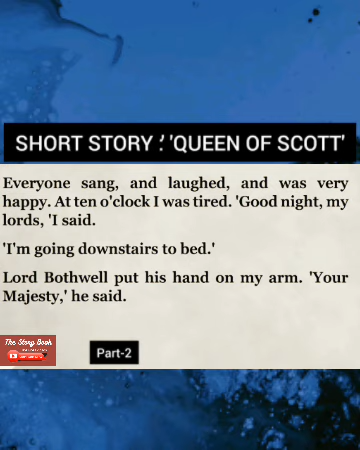 SHORT STORY :' 'QUEEN OF SCOTT'
Everyone sang, and laughed, and was very
happy. At ten o'clock I was tired. 'Good night, my
lords, 'I said.
'I'm going downstairs to bed.'
Lord Bothwell put his hand on my arm. 'Your
Majesty,' he said.
The Story Book
Part-2